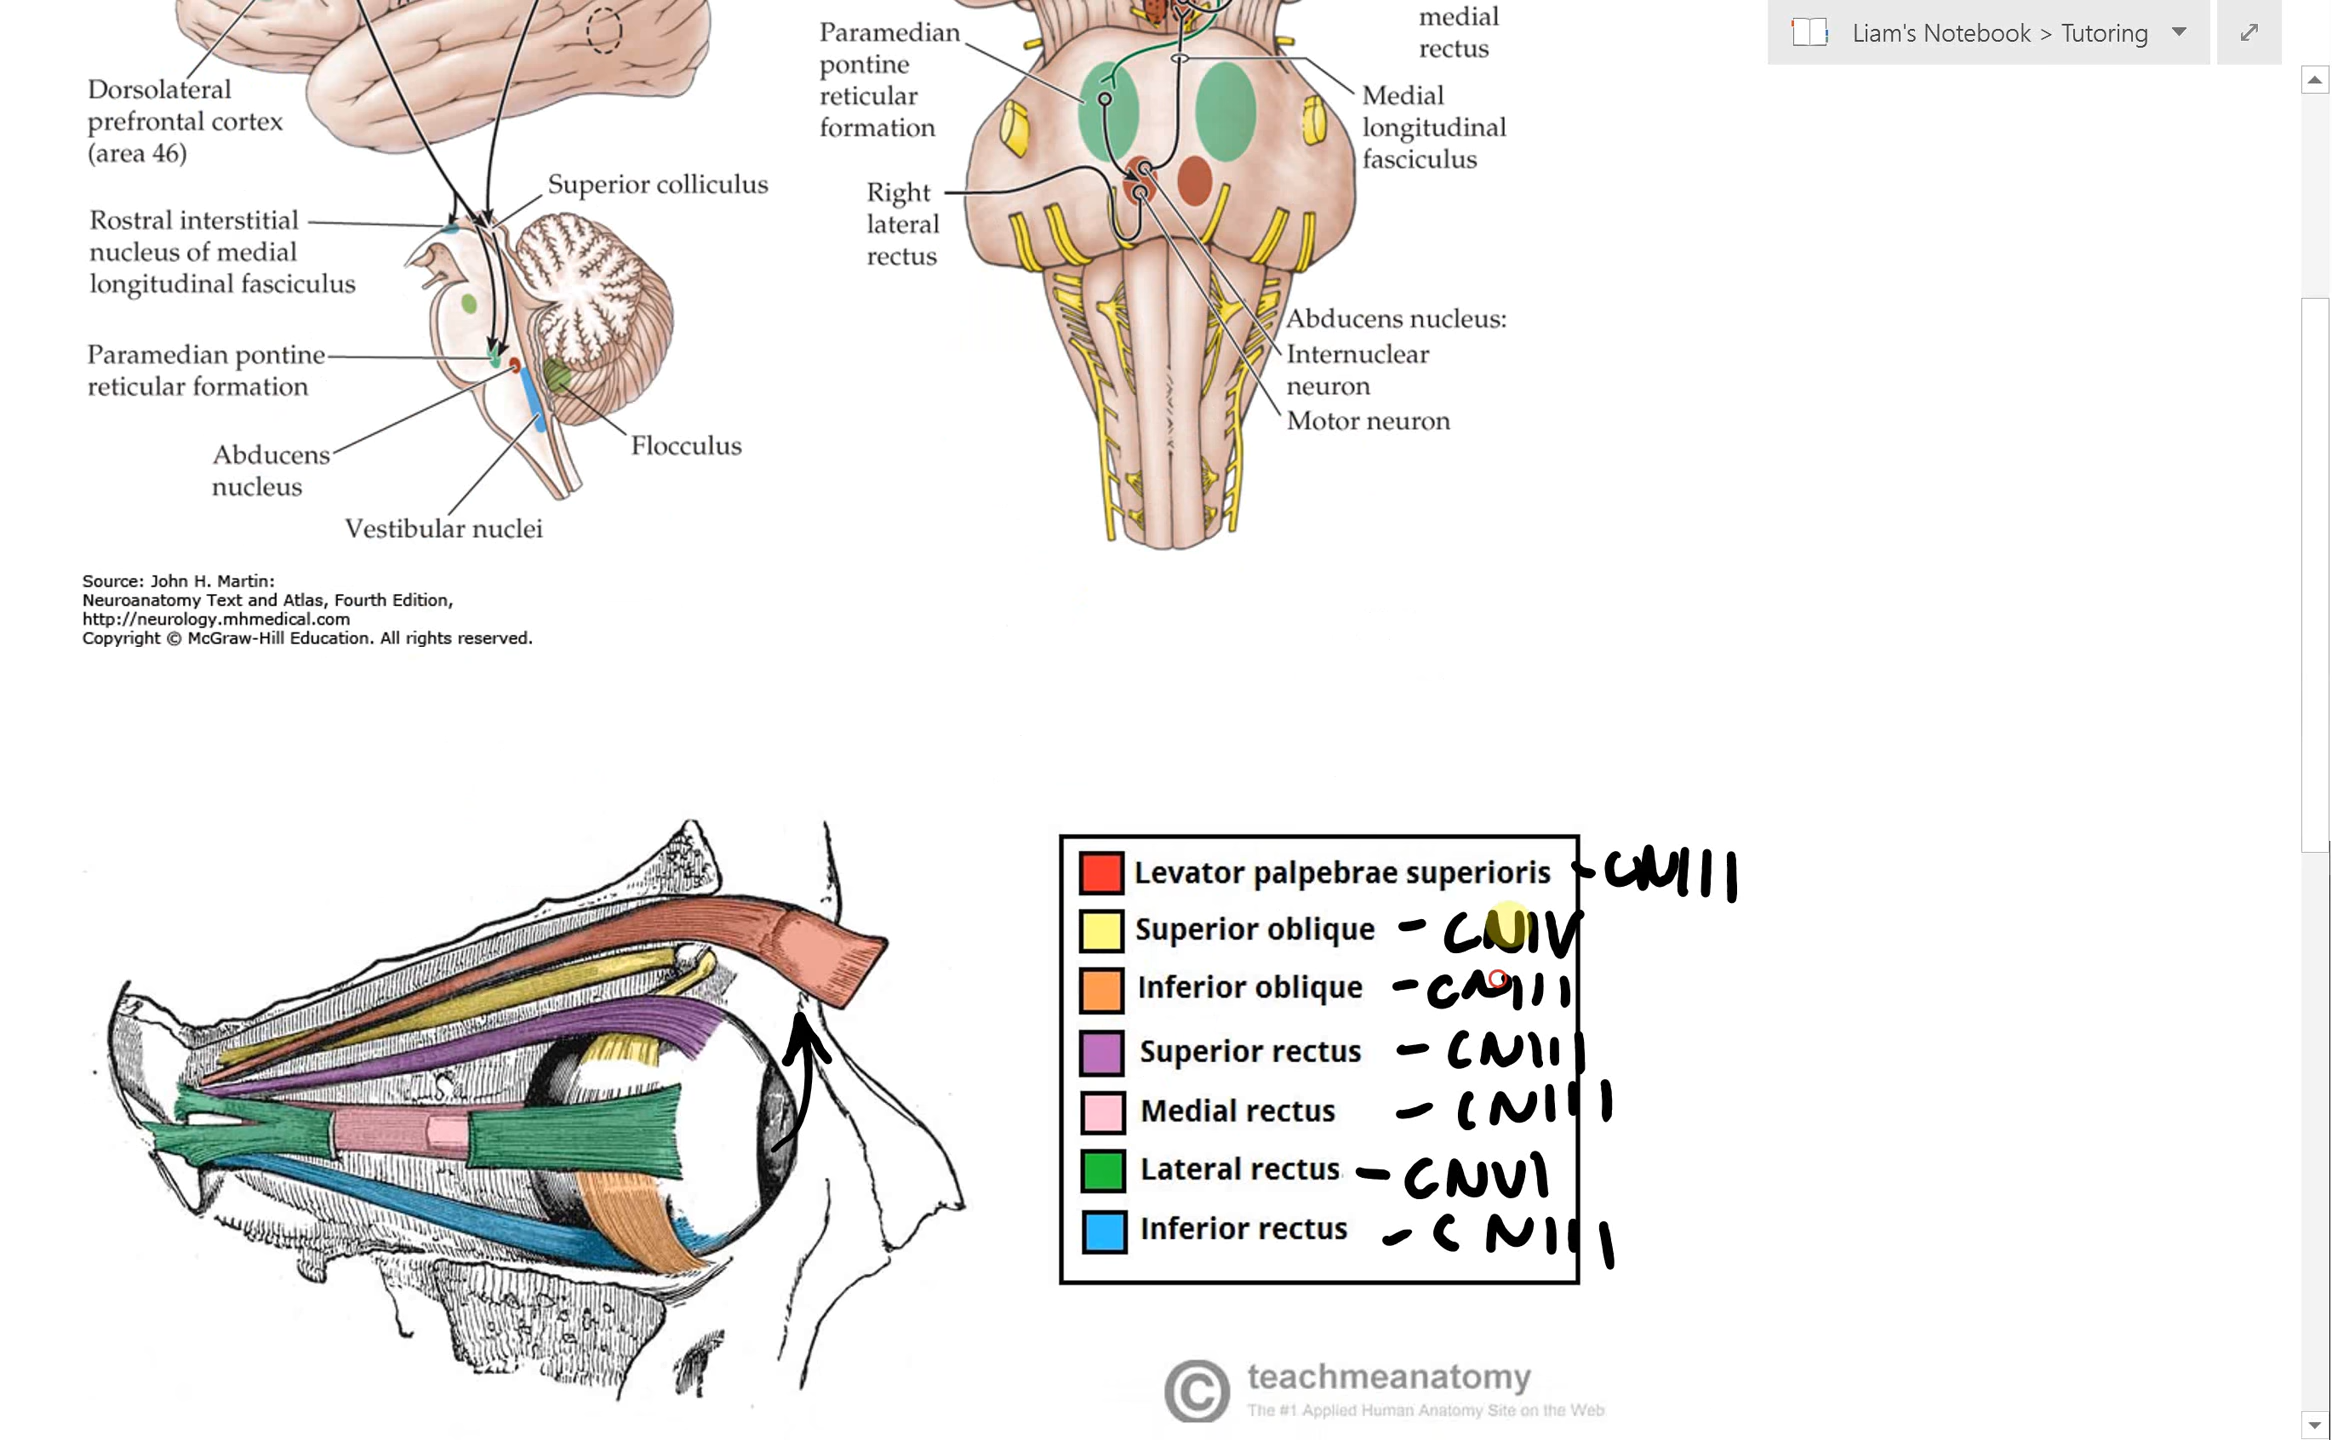 Dorsolateral
prefrontal cortex
(area 46)
Superior colliculus
Rostral interstitial
nucleus of medial
longitudinal fasciculus
Paramedian pontine
reticular formation
Abducens
nucleus
Flocculus
Vestibular nuclei
Source: John H. Martin:
Neuroanatomy Text and Atlas, Fourth Edition,
http://neurology.mhmedical.com
Copyright © McGraw-Hill Education. All rights reserved.
Paramedian
pontine
reticular
formation
medial
rectus
Medial
longitudinal
fasciculus
Right
lateral
rectus
Abducens nucleus:
Internuclear
neuron
Motor neuron
Liam's Notebook > Tutoring
Levator palpebrae superioris - CNIII
Superior oblique - CNIV
Inferior oblique - CNIII
Superior rectus - CNIII
Medial rectus - CNIII
Lateral rectus - CNVI
Inferior rectus - CNIII
© teachmeanatomy
The #1 Applied Human Anatomy Site on the Web